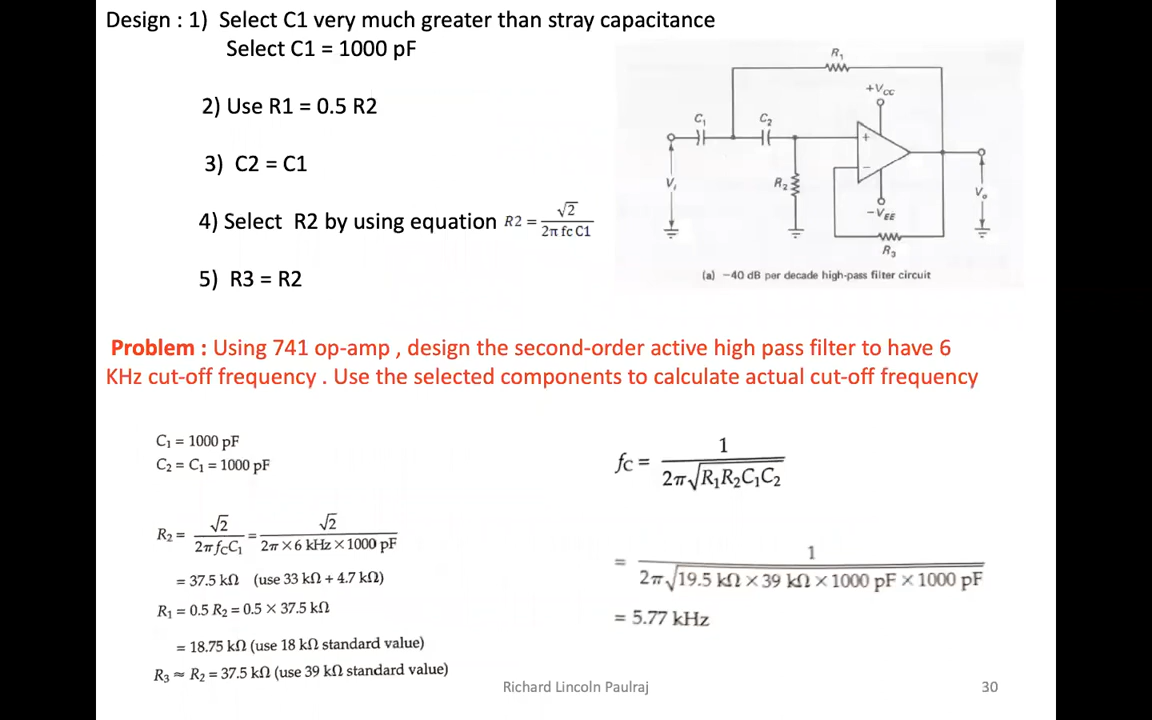 Design : 1) Select C1 very much greater than stray capacitance
Select C1 = 1000 pF
2) Use R1 = 0.5 R2
3) C2 = C1
4) Select R2 by using equation R2 = √2 / 2π fc C1
5) R3 = R2
R₁
+V_CC
C₁
C₂
+
−
V_i
R₂
−V_EE
V_o
R₃
(a) −40 dB per decade high-pass filter circuit
Problem : Using 741 op-amp , design the second-order active high pass filter to have 6
KHz cut-off frequency . Use the selected components to calculate actual cut-off frequency
C₁ = 1000 pF
C₂ = C₁ = 1000 pF
R₂ = √2 / 2π f_C C₁ = √2 / 2π × 6 kHz × 1000 pF
= 37.5 kΩ (use 33 kΩ + 4.7 kΩ)
R₁ = 0.5 R₂ = 0.5 × 37.5 kΩ
= 18.75 kΩ (use 18 kΩ standard value)
R₃ ≈ R₂ = 37.5 kΩ (use 39 kΩ standard value)
f_C = 1 / 2π√R₁R₂C₁C₂
= 1 / 2π√19.5 kΩ × 39 kΩ × 1000 pF × 1000 pF
= 5.77 kHz
Richard Lincoln Paulraj
30